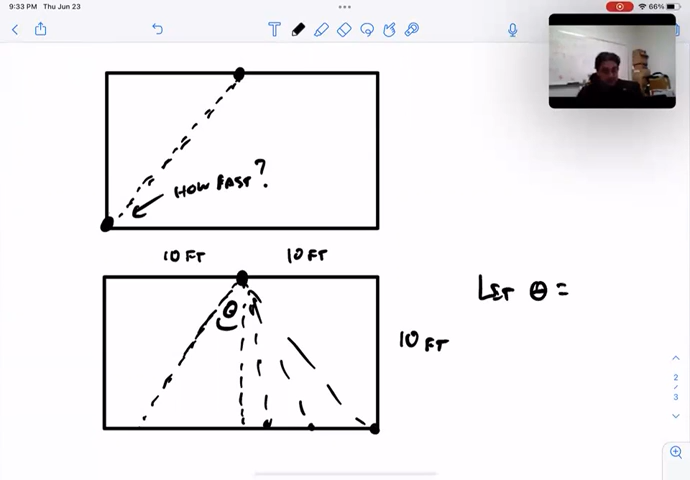 9:33 PM Thu Jun 23
66%
HOW FAST?
10 FT 10 FT
LET θ =
θ
10 FT
2
/
3